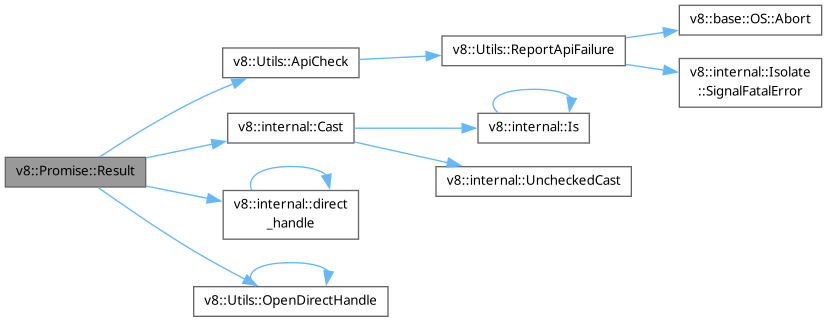 v8::Promise::Result
v8::Utils::ApiCheck
v8::Utils::ReportApiFailure
v8::base::OS::Abort
v8::internal::Isolate
::SignalFatalError
v8::internal::Cast
v8::internal::Is
v8::internal::UncheckedCast
v8::internal::direct
_handle
v8::Utils::OpenDirectHandle